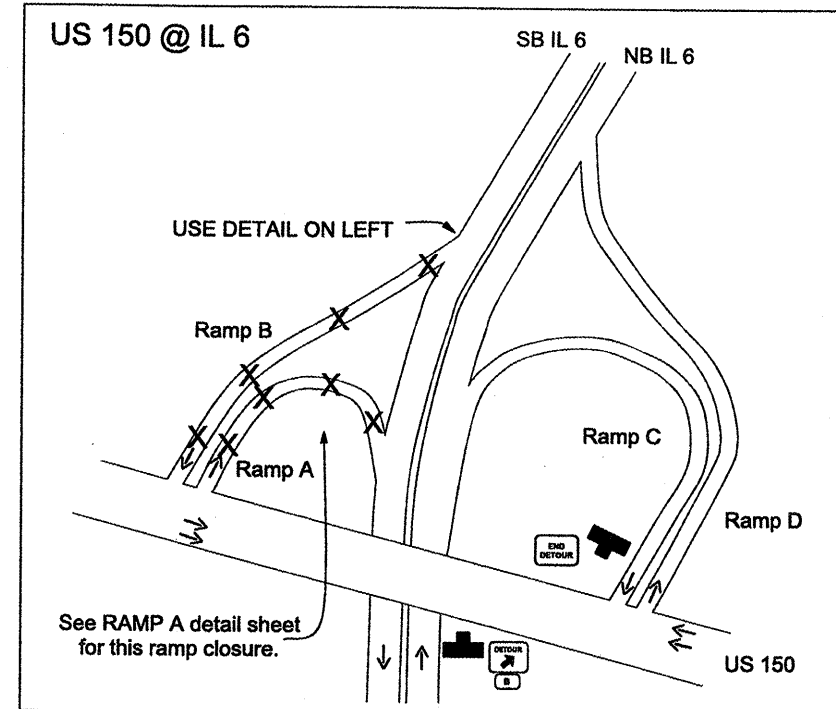 US 150 @ IL 6
SB IL 6
NB IL 6
USE DETAIL ON LEFT
Ramp B
Ramp A
Ramp C
Ramp D
END
DETOUR
See RAMP A detail sheet
for this ramp closure.
DETOUR
B
US 150